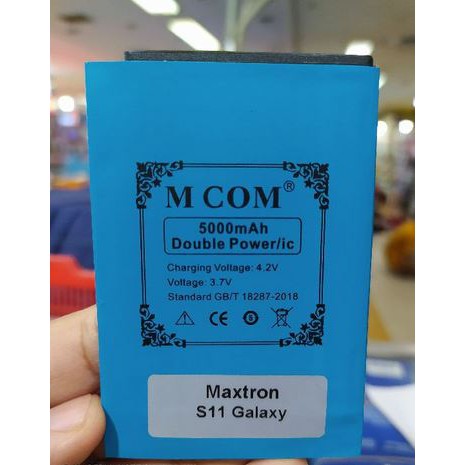 M COM®
5000mAh
Double Power/ic
Charging Voltage: 4.2V
Voltage: 3.7V
Standard GB/T 18287-2018
CE
Maxtron
S11 Galaxy